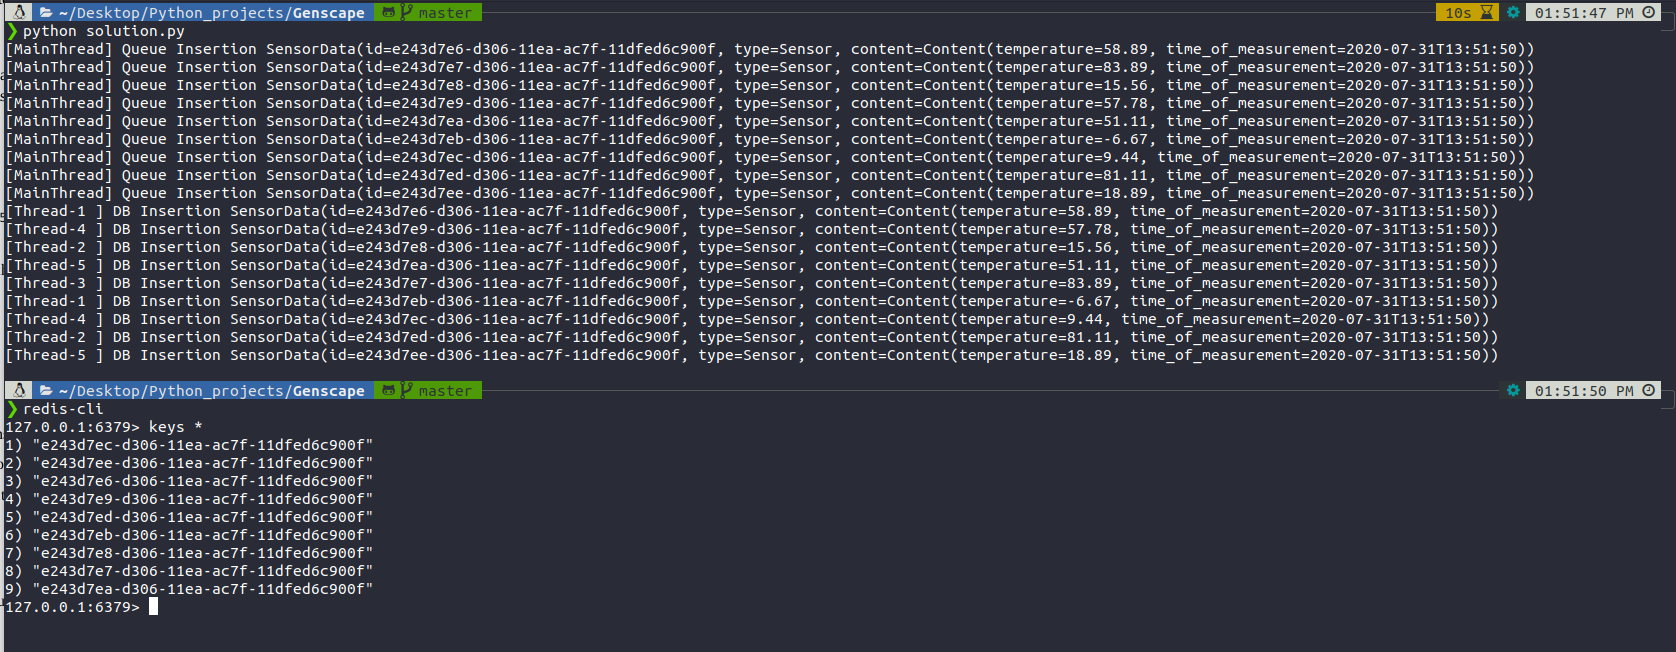 ~/Desktop/Python_projects/Genscape master 10s 01:51:47 PM
❯ python solution.py
[MainThread] Queue Insertion SensorData(id=e243d7e6-d306-11ea-ac7f-11dfed6c900f, type=Sensor, content=Content(temperature=58.89, time_of_measurement=2020-07-31T13:51:50))
[MainThread] Queue Insertion SensorData(id=e243d7e7-d306-11ea-ac7f-11dfed6c900f, type=Sensor, content=Content(temperature=83.89, time_of_measurement=2020-07-31T13:51:50))
[MainThread] Queue Insertion SensorData(id=e243d7e8-d306-11ea-ac7f-11dfed6c900f, type=Sensor, content=Content(temperature=15.56, time_of_measurement=2020-07-31T13:51:50))
[MainThread] Queue Insertion SensorData(id=e243d7e9-d306-11ea-ac7f-11dfed6c900f, type=Sensor, content=Content(temperature=57.78, time_of_measurement=2020-07-31T13:51:50))
[MainThread] Queue Insertion SensorData(id=e243d7ea-d306-11ea-ac7f-11dfed6c900f, type=Sensor, content=Content(temperature=51.11, time_of_measurement=2020-07-31T13:51:50))
[MainThread] Queue Insertion SensorData(id=e243d7eb-d306-11ea-ac7f-11dfed6c900f, type=Sensor, content=Content(temperature=-6.67, time_of_measurement=2020-07-31T13:51:50))
[MainThread] Queue Insertion SensorData(id=e243d7ec-d306-11ea-ac7f-11dfed6c900f, type=Sensor, content=Content(temperature=9.44, time_of_measurement=2020-07-31T13:51:50))
[MainThread] Queue Insertion SensorData(id=e243d7ed-d306-11ea-ac7f-11dfed6c900f, type=Sensor, content=Content(temperature=81.11, time_of_measurement=2020-07-31T13:51:50))
[MainThread] Queue Insertion SensorData(id=e243d7ee-d306-11ea-ac7f-11dfed6c900f, type=Sensor, content=Content(temperature=18.89, time_of_measurement=2020-07-31T13:51:50))
[Thread-1 ] DB Insertion SensorData(id=e243d7e6-d306-11ea-ac7f-11dfed6c900f, type=Sensor, content=Content(temperature=58.89, time_of_measurement=2020-07-31T13:51:50))
[Thread-4 ] DB Insertion SensorData(id=e243d7e9-d306-11ea-ac7f-11dfed6c900f, type=Sensor, content=Content(temperature=57.78, time_of_measurement=2020-07-31T13:51:50))
[Thread-2 ] DB Insertion SensorData(id=e243d7e8-d306-11ea-ac7f-11dfed6c900f, type=Sensor, content=Content(temperature=15.56, time_of_measurement=2020-07-31T13:51:50))
[Thread-5 ] DB Insertion SensorData(id=e243d7ea-d306-11ea-ac7f-11dfed6c900f, type=Sensor, content=Content(temperature=51.11, time_of_measurement=2020-07-31T13:51:50))
[Thread-3 ] DB Insertion SensorData(id=e243d7e7-d306-11ea-ac7f-11dfed6c900f, type=Sensor, content=Content(temperature=83.89, time_of_measurement=2020-07-31T13:51:50))
[Thread-1 ] DB Insertion SensorData(id=e243d7eb-d306-11ea-ac7f-11dfed6c900f, type=Sensor, content=Content(temperature=-6.67, time_of_measurement=2020-07-31T13:51:50))
[Thread-4 ] DB Insertion SensorData(id=e243d7ec-d306-11ea-ac7f-11dfed6c900f, type=Sensor, content=Content(temperature=9.44, time_of_measurement=2020-07-31T13:51:50))
[Thread-2 ] DB Insertion SensorData(id=e243d7ed-d306-11ea-ac7f-11dfed6c900f, type=Sensor, content=Content(temperature=81.11, time_of_measurement=2020-07-31T13:51:50))
[Thread-5 ] DB Insertion SensorData(id=e243d7ee-d306-11ea-ac7f-11dfed6c900f, type=Sensor, content=Content(temperature=18.89, time_of_measurement=2020-07-31T13:51:50))
~/Desktop/Python_projects/Genscape master 01:51:50 PM
❯ redis-cli
127.0.0.1:6379> keys *
1) "e243d7ec-d306-11ea-ac7f-11dfed6c900f"
2) "e243d7ee-d306-11ea-ac7f-11dfed6c900f"
3) "e243d7e6-d306-11ea-ac7f-11dfed6c900f"
4) "e243d7e9-d306-11ea-ac7f-11dfed6c900f"
5) "e243d7ed-d306-11ea-ac7f-11dfed6c900f"
6) "e243d7eb-d306-11ea-ac7f-11dfed6c900f"
7) "e243d7e8-d306-11ea-ac7f-11dfed6c900f"
8) "e243d7e7-d306-11ea-ac7f-11dfed6c900f"
9) "e243d7ea-d306-11ea-ac7f-11dfed6c900f"
127.0.0.1:6379>